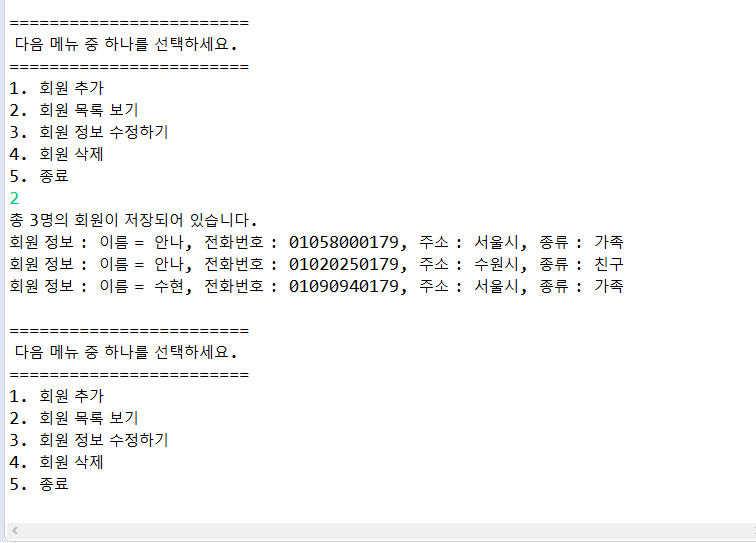 ========================
다음 메뉴 중 하나를 선택하세요.
========================
1. 회원 추가
2. 회원 목록 보기
3. 회원 정보 수정하기
4. 회원 삭제
5. 종료
2
총 3명의 회원이 저장되어 있습니다.
회원 정보 : 이름 = 안나, 전화번호 : 01058000179, 주소 : 서울시, 종류 : 가족
회원 정보 : 이름 = 안나, 전화번호 : 01020250179, 주소 : 수원시, 종류 : 친구
회원 정보 : 이름 = 수현, 전화번호 : 01090940179, 주소 : 서울시, 종류 : 가족
========================
다음 메뉴 중 하나를 선택하세요.
========================
1. 회원 추가
2. 회원 목록 보기
3. 회원 정보 수정하기
4. 회원 삭제
5. 종료